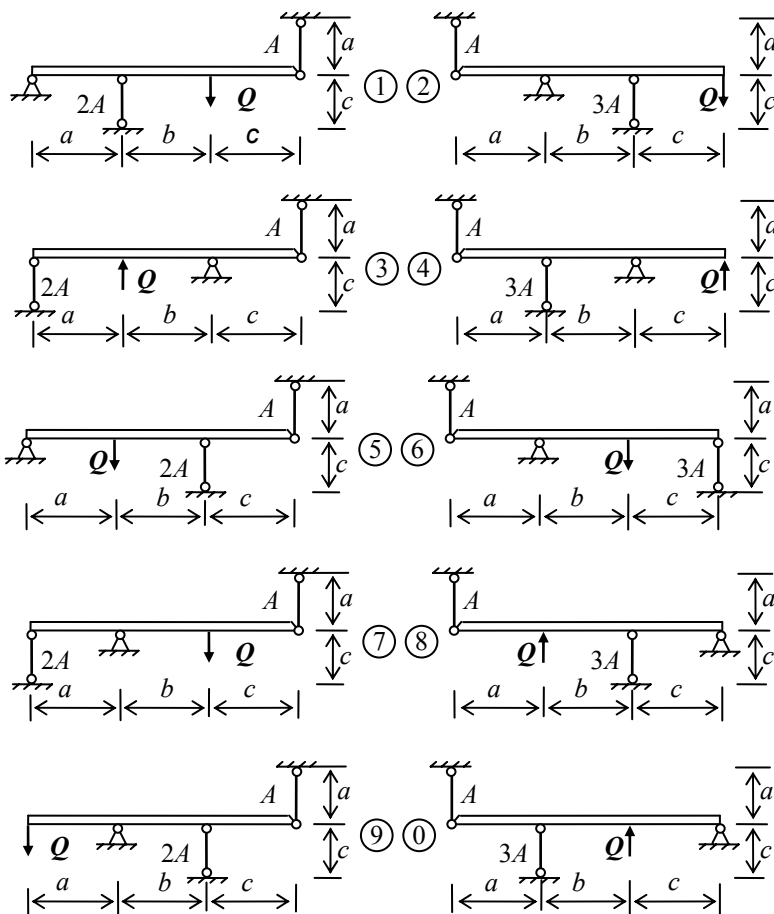 A a A a
2A Q c ① ② 3A Q c
a b c a b c
A a A a
2A Q c ③ ④ 3A Q c
a b c a b c
A a A a
Q 2A c ⑤ ⑥ Q 3A c
a b c a b c
A a A a
2A Q c ⑦ ⑧ Q 3A c
a b c a b c
A a A a
Q 2A c ⑨ ⓪ 3A Q c
a b c a b c